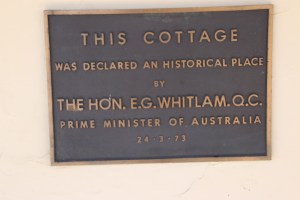 THIS COTTAGE
WAS DECLARED AN HISTORICAL PLACE
BY
THE HON. E.G. WHITLAM. Q.C.
PRIME MINISTER OF AUSTRALIA
24-3-73